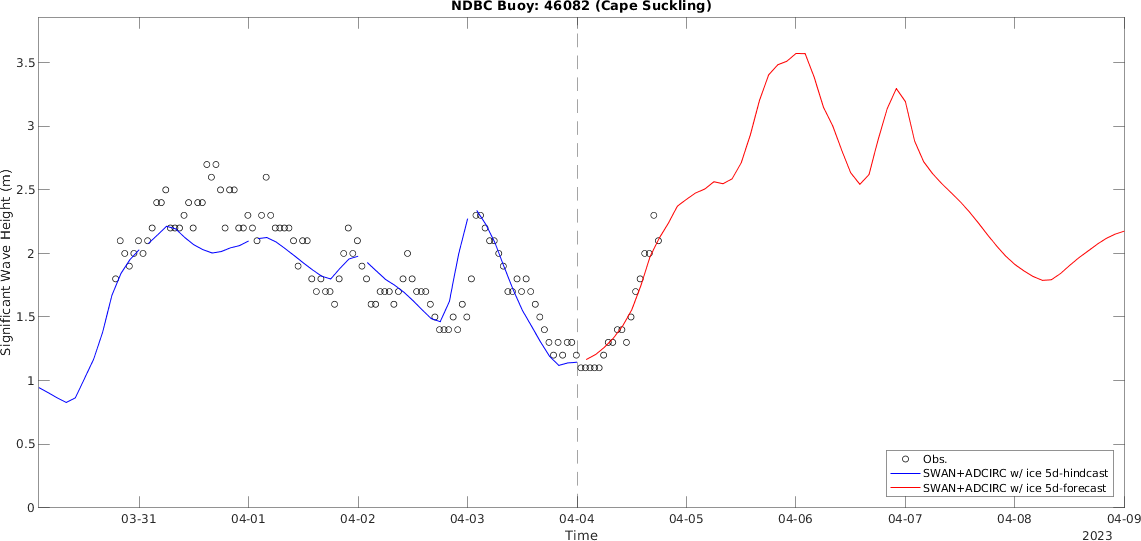 NDBC Buoy: 46082 (Cape Suckling)
Significant Wave Height (m)
3.5
3
2.5
2
1.5
1
0.5
0
Obs.
SWAN+ADCIRC w/ ice 5d-hindcast
SWAN+ADCIRC w/ ice 5d-forecast
03-31 04-01 04-02 04-03 04-04 04-05 04-06 04-07 04-08 04-09
Time
2023